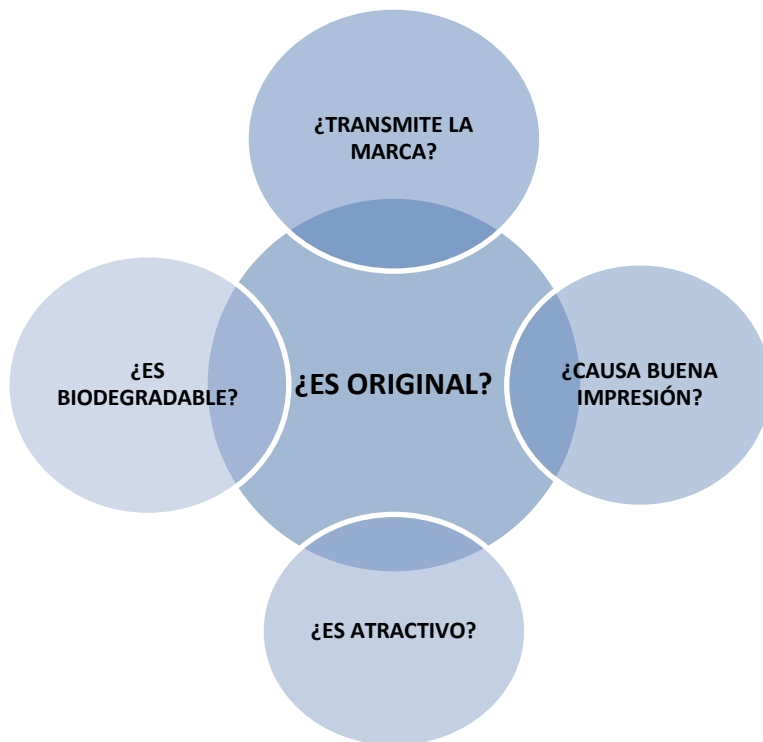 ¿TRANSMITE LA
MARCA?
¿ES
BIODEGRADABLE?
¿ES ORIGINAL?
¿CAUSA BUENA
IMPRESIÓN?
¿ES ATRACTIVO?